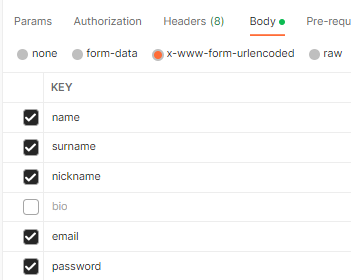 Params Authorization Headers (8) Body Pre-requ
none form-data x-www-form-urlencoded raw
KEY
name
surname
nickname
bio
email
password